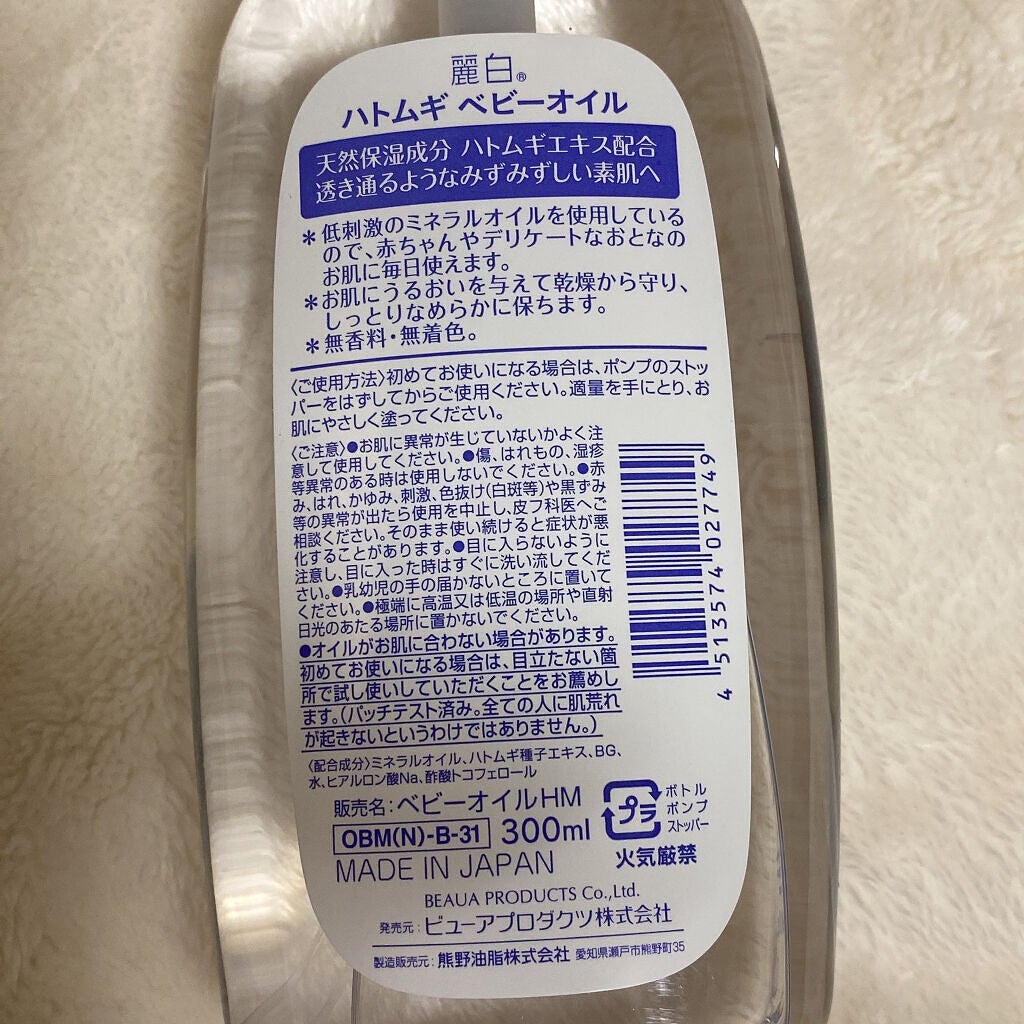 麗白®
ハトムギ ベビーオイル
天然保湿成分 ハトムギエキス配合
透き通るようなみずみずしい素肌へ
＊低刺激のミネラルオイルを使用している
ので、赤ちゃんやデリケートなおとなの
お肌に毎日使えます。
＊お肌にうるおいを与えて乾燥から守り、
しっとりなめらかに保ちます。
＊無香料・無着色。
〈ご使用方法〉初めてお使いになる場合は、ポンプのストッ
パーをはずしてからご使用ください。適量を手にとり、お
肌にやさしく塗ってください。
〈ご注意〉●お肌に異常が生じていないかよく注
意して使用してください。●傷、はれもの、湿疹
等異常のある時は使用しないでください。●赤
み、はれ、かゆみ、刺激、色抜け(白斑等)や黒ずみ
等の異常が出たら使用を中止し、皮フ科医へご
相談ください。そのまま使い続けると症状が悪
化することがあります。●目に入らないように
注意し、目に入った時はすぐに洗い流してくだ
さい。●乳幼児の手の届かないところに置いて
ください。●極端に高温又は低温の場所や直射
日光のあたる場所に置かないでください。
●オイルがお肌に合わない場合があります。
初めてお使いになる場合は、目立たない箇
所で試し使いしていただくことをお薦めし
ます。(パッチテスト済み。全ての人に肌荒れ
が起きないというわけではありません。)
4 513574 027749
〈配合成分〉ミネラルオイル、ハトムギ種子エキス、BG、
水、ヒアルロン酸Na、酢酸トコフェロール
販売名：ベビーオイルHM
OBM(N)-B-31 300ml
MADE IN JAPAN
プラ
ボトル
ポンプ
ストッパー
火気厳禁
BEAUA PRODUCTS Co.,Ltd.
発売元：ビューアプロダクツ株式会社
製造販売元：熊野油脂株式会社 愛知県瀬戸市熊野町35